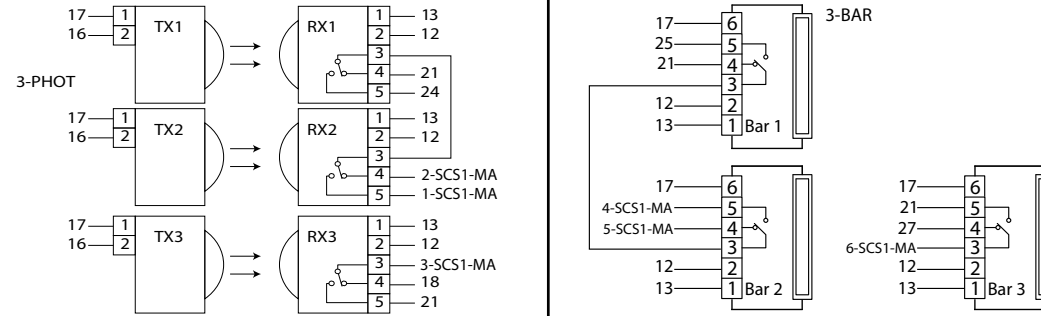 3-PHOT
17 1 TX1 RX1 1 13
16 2 2 12
3
4 21
5 24
17 1 TX2 RX2 1 13
16 2 2 12
3
4 2-SCS1-MA
5 1-SCS1-MA
17 1 TX3 RX3 1 13
16 2 2 12
3 3-SCS1-MA
4 18
5 21
3-BAR
17 6
25 5
21 4
3
12 2
13 1 Bar 1
17 6
4-SCS1-MA 5
5-SCS1-MA 4
3
12 2
13 1 Bar 2
17 6
21 5
27 4
6-SCS1-MA 3
12 2
13 1 Bar 3